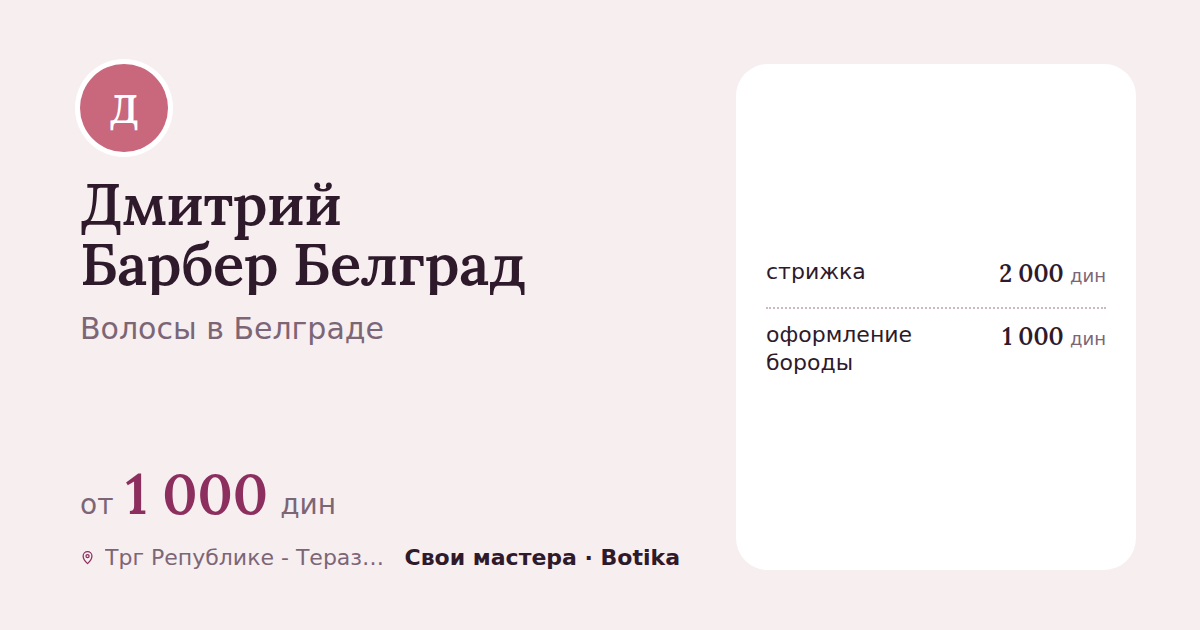 Д
Дмитрий
Барбер Белград
Волосы в Белграде
от 1 000 дин
Трг Републике - Тераз...
Свои мастера · Botika
стрижка 2 000 дин
оформление 1 000 дин
бороды